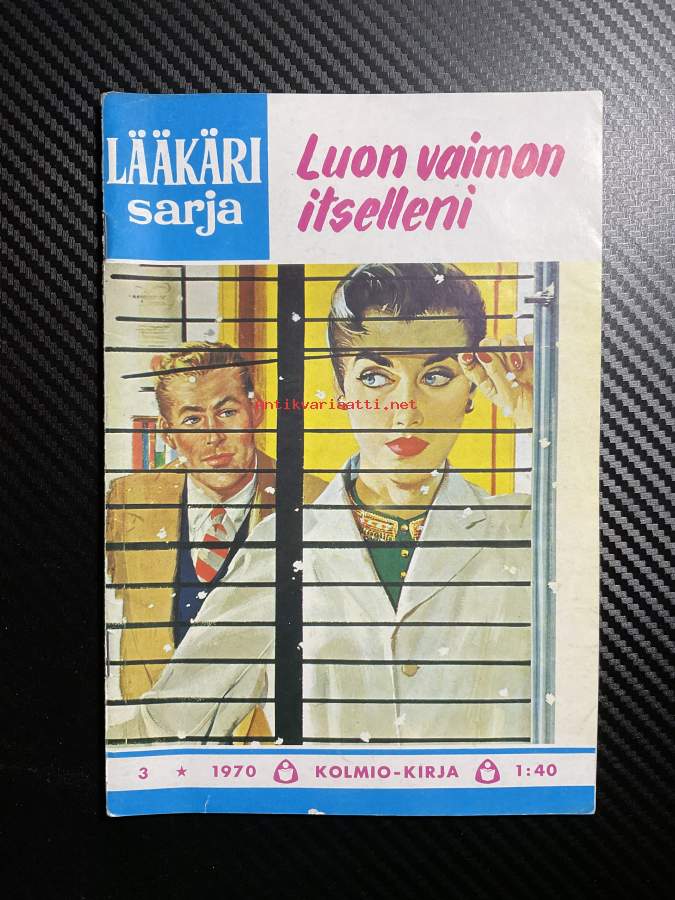 LÄÄKÄRI
sarja
Luon vaimon
itselleni
Antikvariaatti.net
3 ★ 1970 KOLMIO-KIRJA 1:40